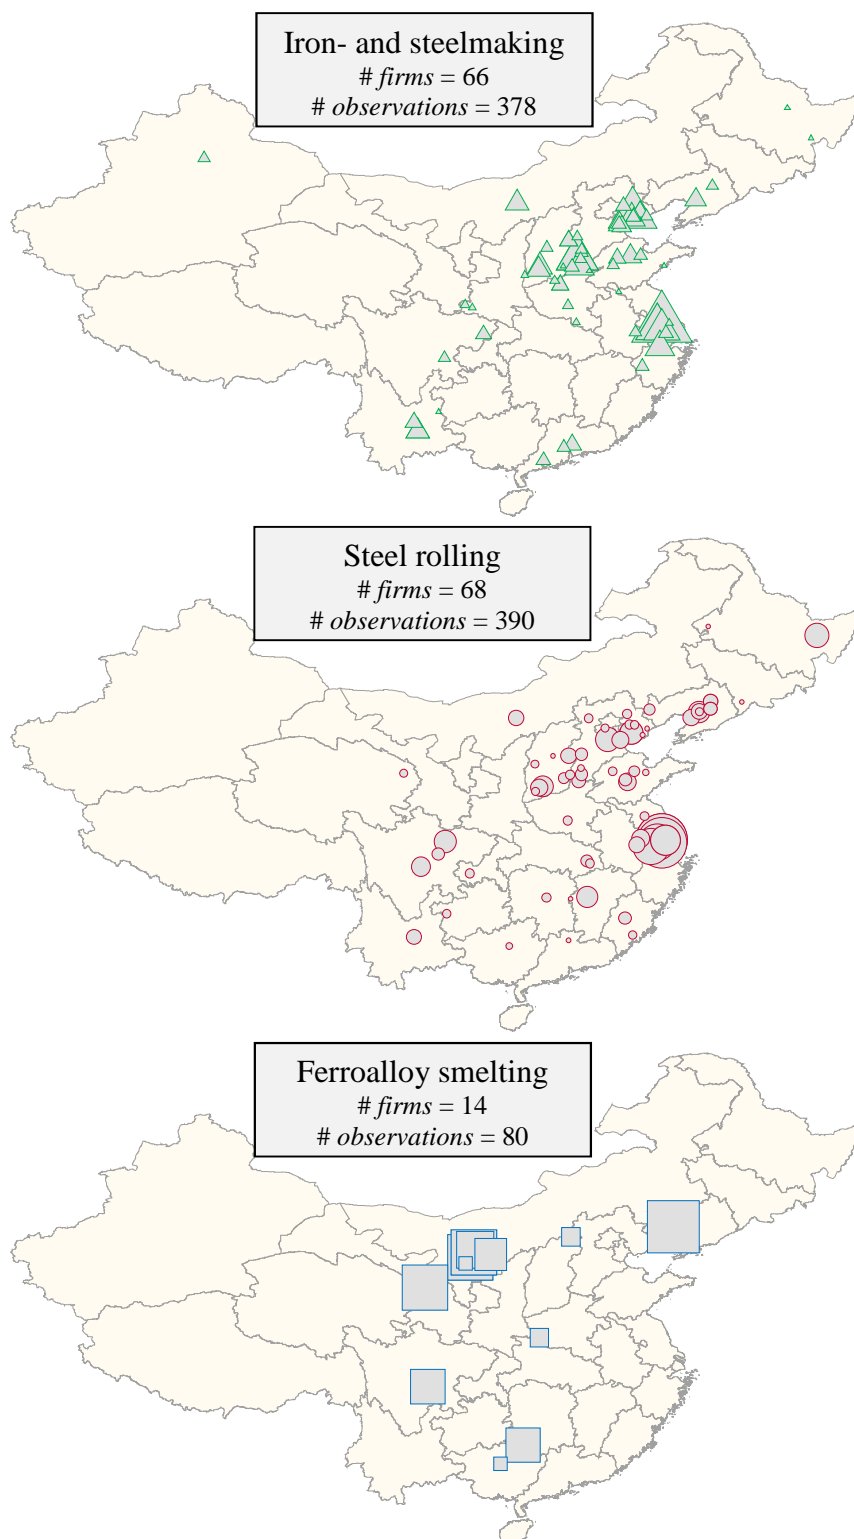 Iron- and steelmaking
# firms = 66
# observations = 378
Steel rolling
# firms = 68
# observations = 390
Ferroalloy smelting
# firms = 14
# observations = 80